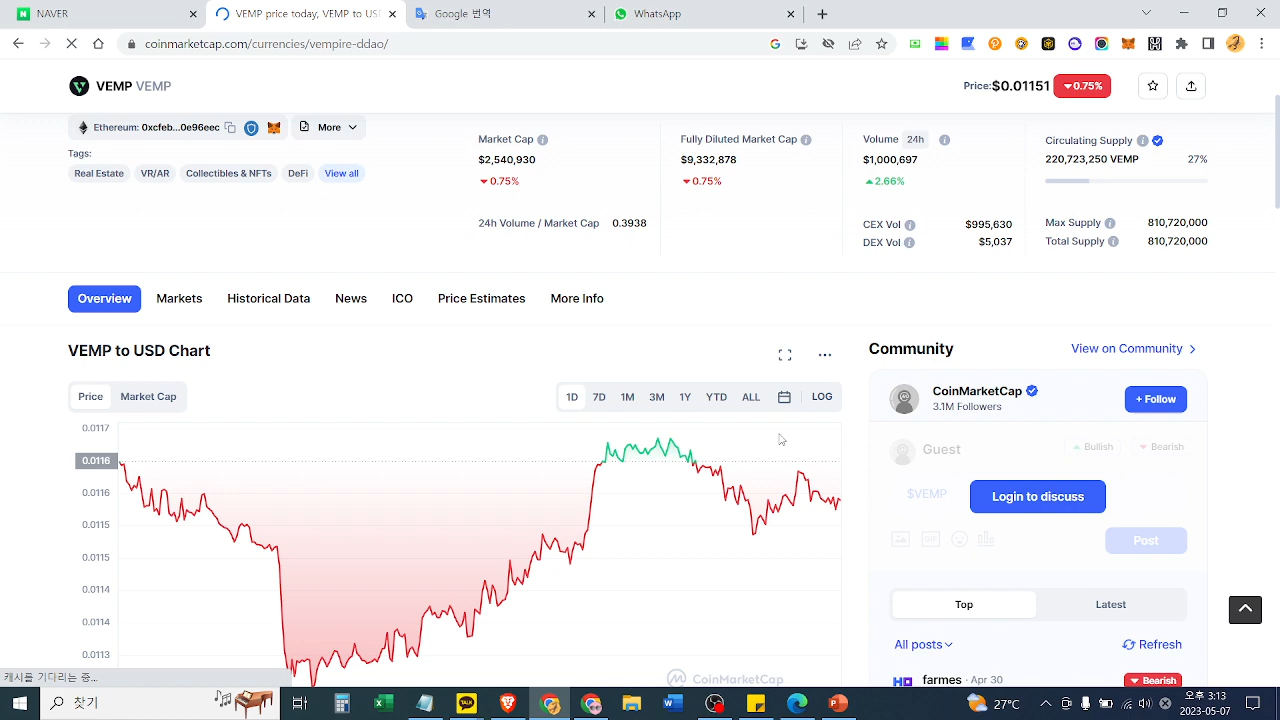 NAVER
VEMP price today, VEMP to US
Google 번역
WhatsApp
coinmarketcap.com/currencies/vempire-ddao/
VEMP VEMP
Price:$0.01151 0.75%
Ethereum: 0xcfeb...0e96eec
More
Tags:
Real Estate VR/AR Collectibles & NFTs DeFi View all
Market Cap
$2,540,930
0.75%
24h Volume / Market Cap 0.3938
Fully Diluted Market Cap
$9,332,878
0.75%
Volume 24h
$1,000,697
2.66%
CEX Vol $995,630
DEX Vol $5,037
Circulating Supply
220,723,250 VEMP 27%
Max Supply 810,720,000
Total Supply 810,720,000
Overview Markets Historical Data News ICO Price Estimates More Info
VEMP to USD Chart
Price Market Cap
1D 7D 1M 3M 1Y YTD ALL LOG
0.0117
0.0116
0.0116
0.0115
0.0115
0.0114
0.0114
0.0113
CoinMarketCap
Community
View on Community
CoinMarketCap
3.1M Followers
+ Follow
Guest
Bullish Bearish
$VEMP
Login to discuss
GIF
Post
Top Latest
All posts Refresh
farmes · Apr 30 Bearish
캐시를 기다리는 중...
찾기
TALK
27°C
오후 3:13
2023-05-07